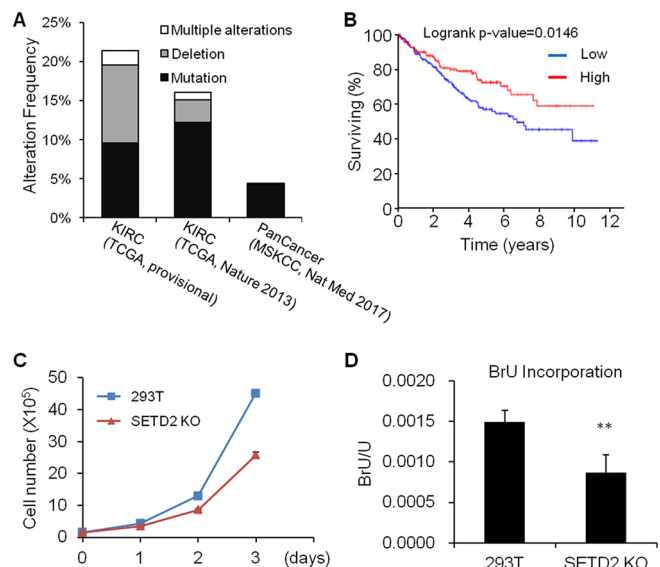 A
Alteration Frequency
25%
20%
15%
10%
5%
0%
Multiple alterations
Deletion
Mutation
KIRC
(TCGA, provisional)
KIRC
(TCGA, Nature 2013)
PanCancer
(MSKCC, Nat Med 2017)
B
Logrank p-value=0.0146
Low
High
Surviving (%)
100
80
60
40
20
0
0 2 4 6 8 10 12
Time (years)
C
Cell number (X10⁵)
50
40
30
20
10
0
293T
SETD2 KO
0 1 2 3 (days)
D
BrU Incorporation
BrU/U
0.0020
0.0015
0.0010
0.0005
0.0000
**
293T SETD2 KO